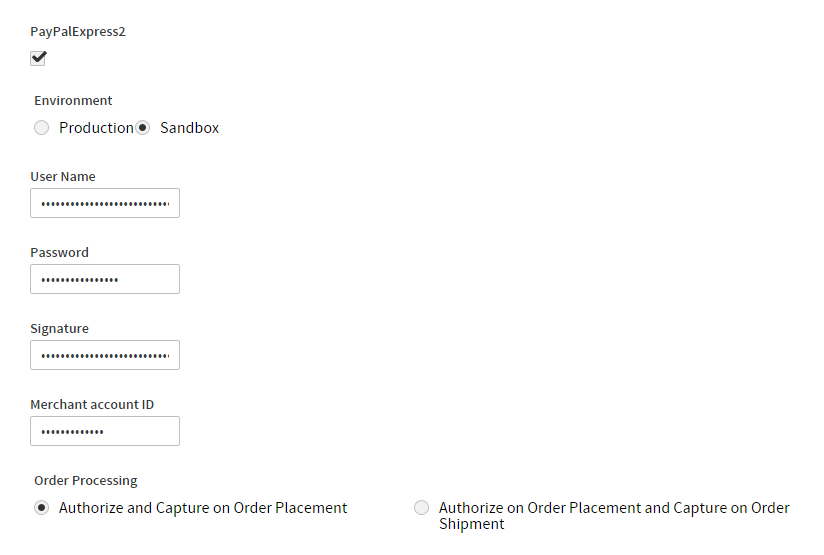 PayPalExpress2
Environment
Production Sandbox
User Name
Password
Signature
Merchant account ID
Order Processing
Authorize and Capture on Order Placement
Authorize on Order Placement and Capture on Order
Shipment